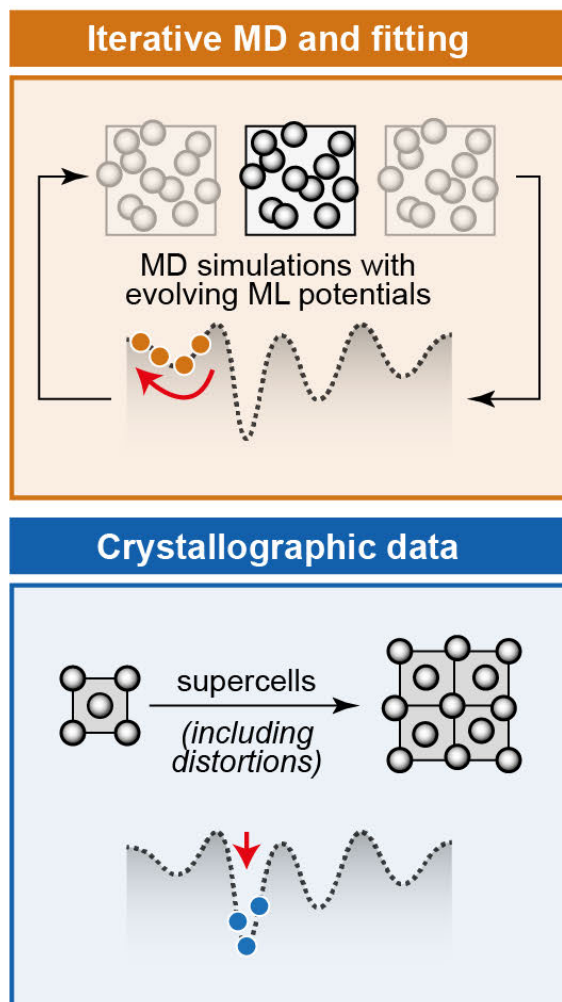 Iterative MD and fitting
MD simulations with
evolving ML potentials
Crystallographic data
supercells
(including
distortions)